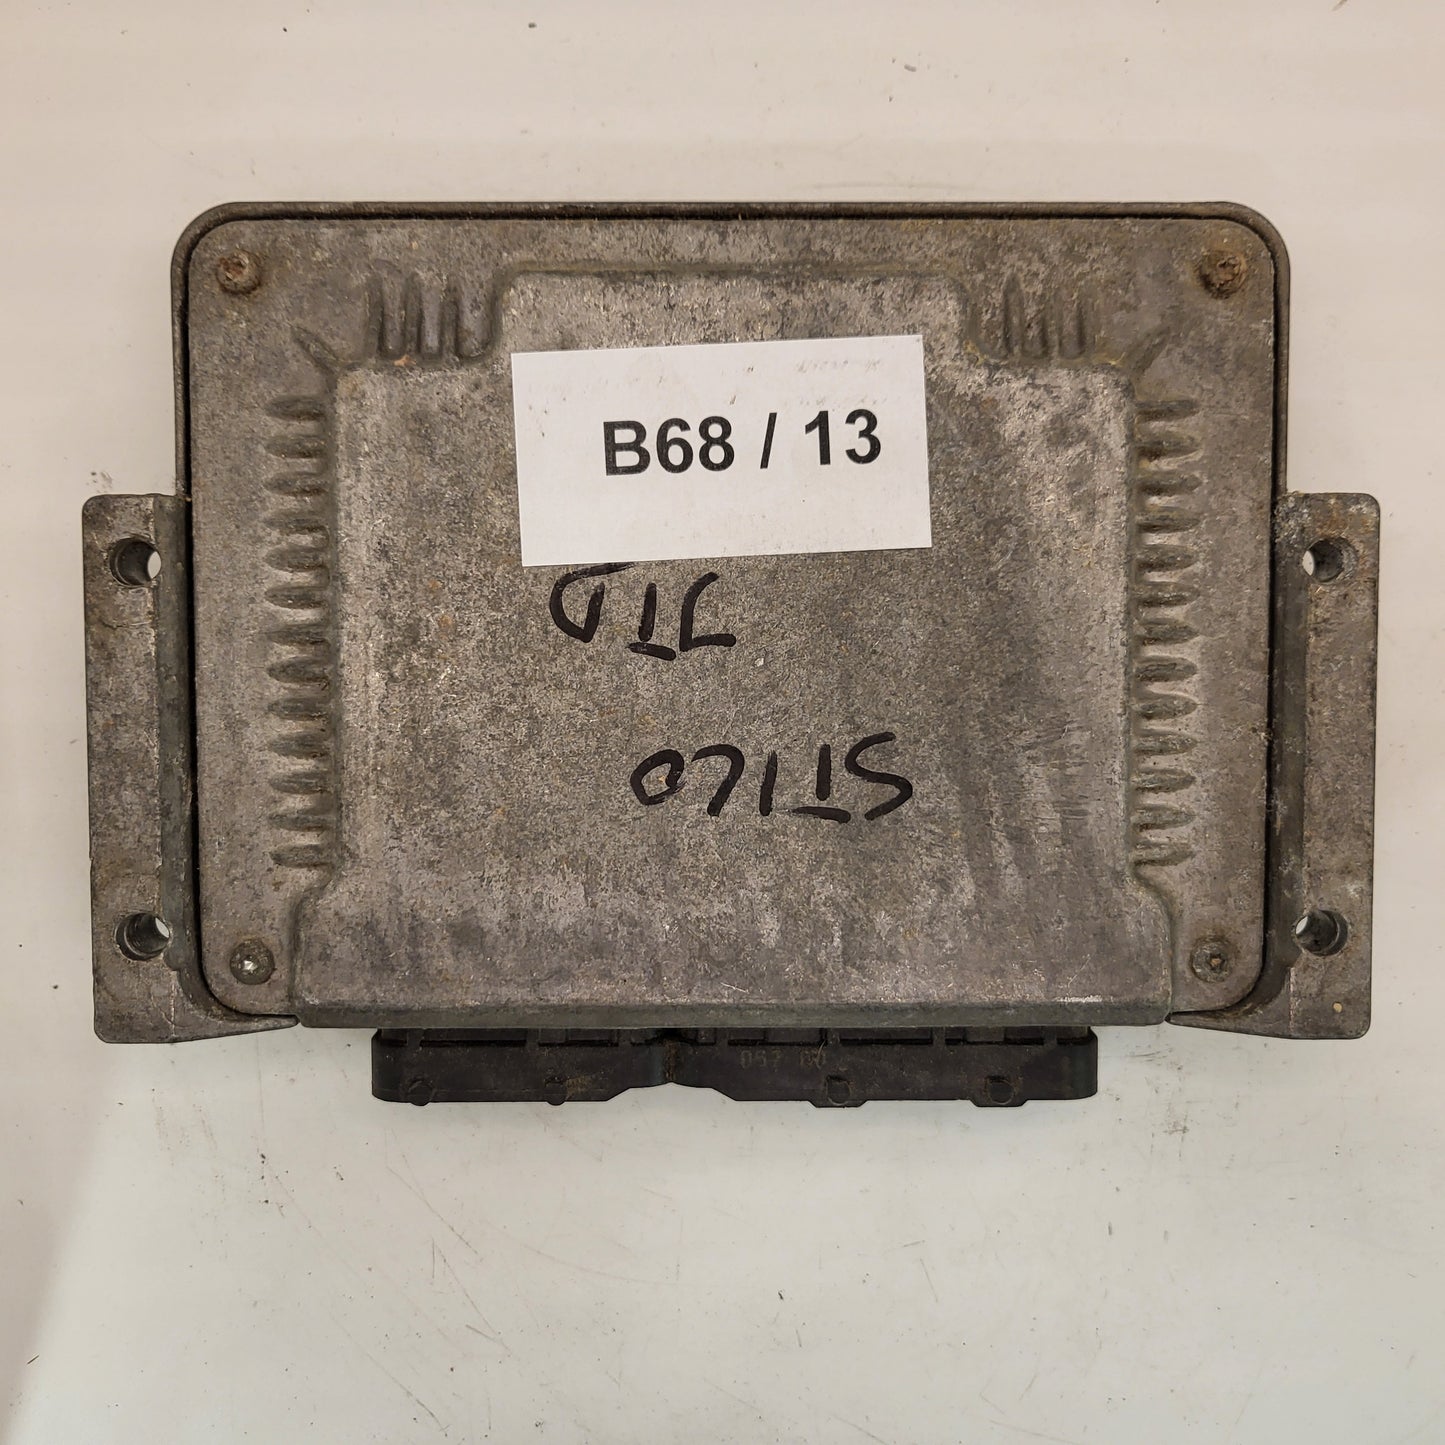 B68 / 13
STILO
JTD